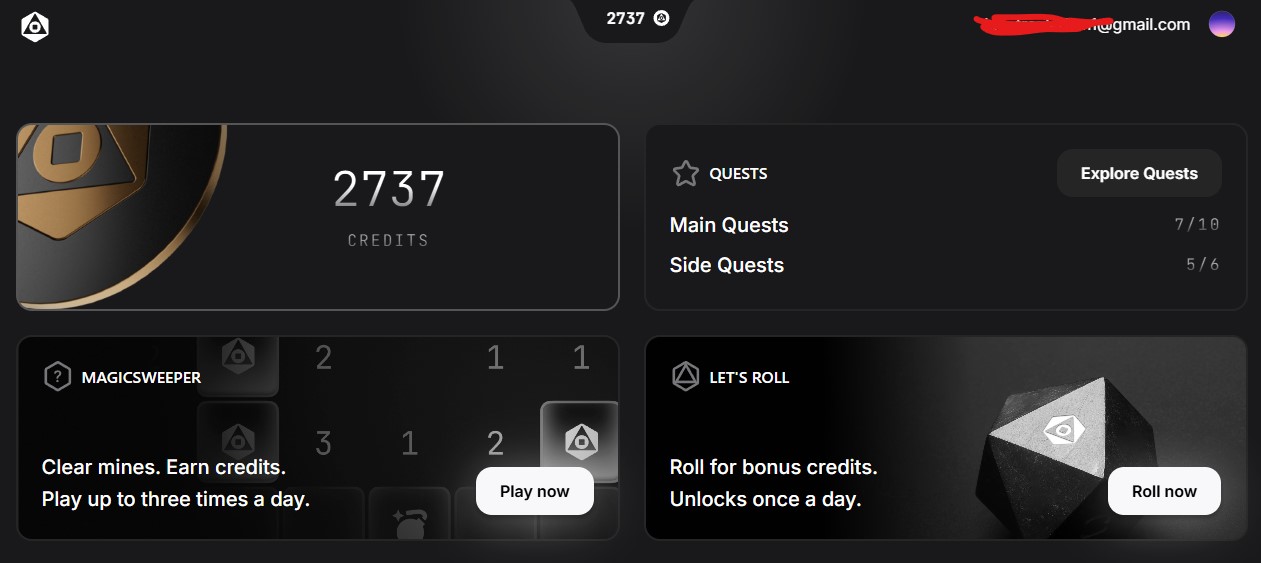 2737
@gmail.com
2737
CREDITS
QUESTS
Explore Quests
Main Quests
7/10
Side Quests
5/6
MAGICSWEEPER
2 1 1
3 1 2
Clear mines. Earn credits.
Play up to three times a day.
Play now
LET'S ROLL
Roll for bonus credits.
Unlocks once a day.
Roll now